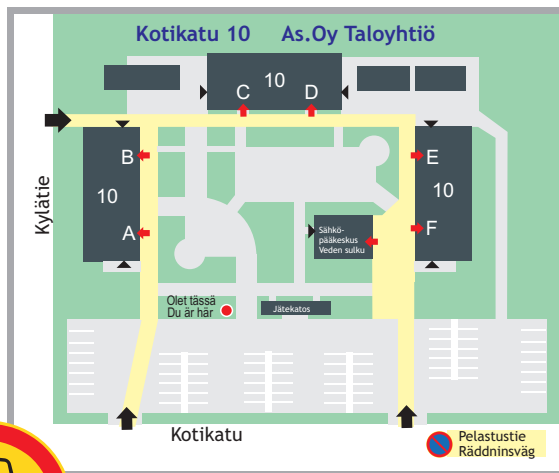 Kotikatu 10 As.Oy Taloyhtiö
10
C D
B
E
10
10
A
F
Kylätie
Sähkö-
pääkeskus
Veden sulku
Olet tässä
Du är här
Jätekatos
Kotikatu
Pelastustie
Räddninsväg